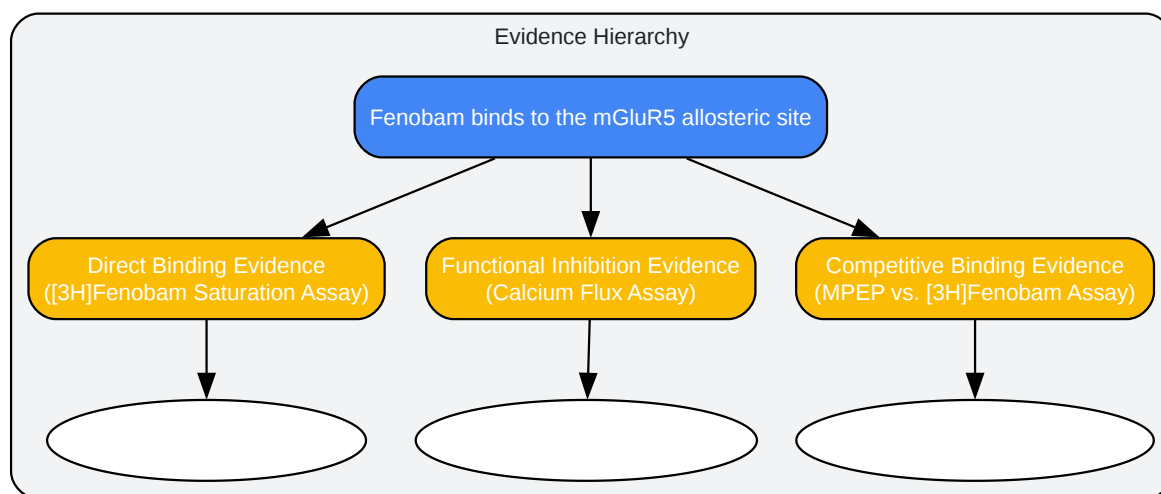 Evidence Hierarchy
Fenobam binds to the mGluR5 allosteric site
Direct Binding Evidence
([3H]Fenobam Saturation Assay)
Functional Inhibition Evidence
(Calcium Flux Assay)
Competitive Binding Evidence
(MPEP vs. [3H]Fenobam Assay)